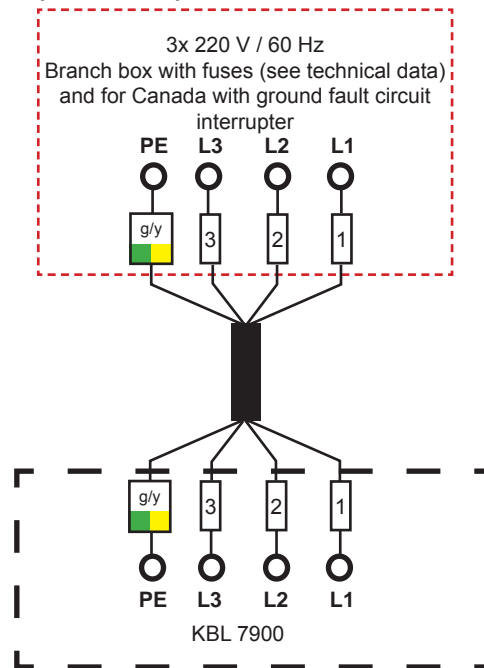 3x 220 V / 60 Hz
Branch box with fuses (see technical data)
and for Canada with ground fault circuit
interrupter
PE L3 L2 L1
g/y 3 2 1
g/y 3 2 1
PE L3 L2 L1
KBL 7900